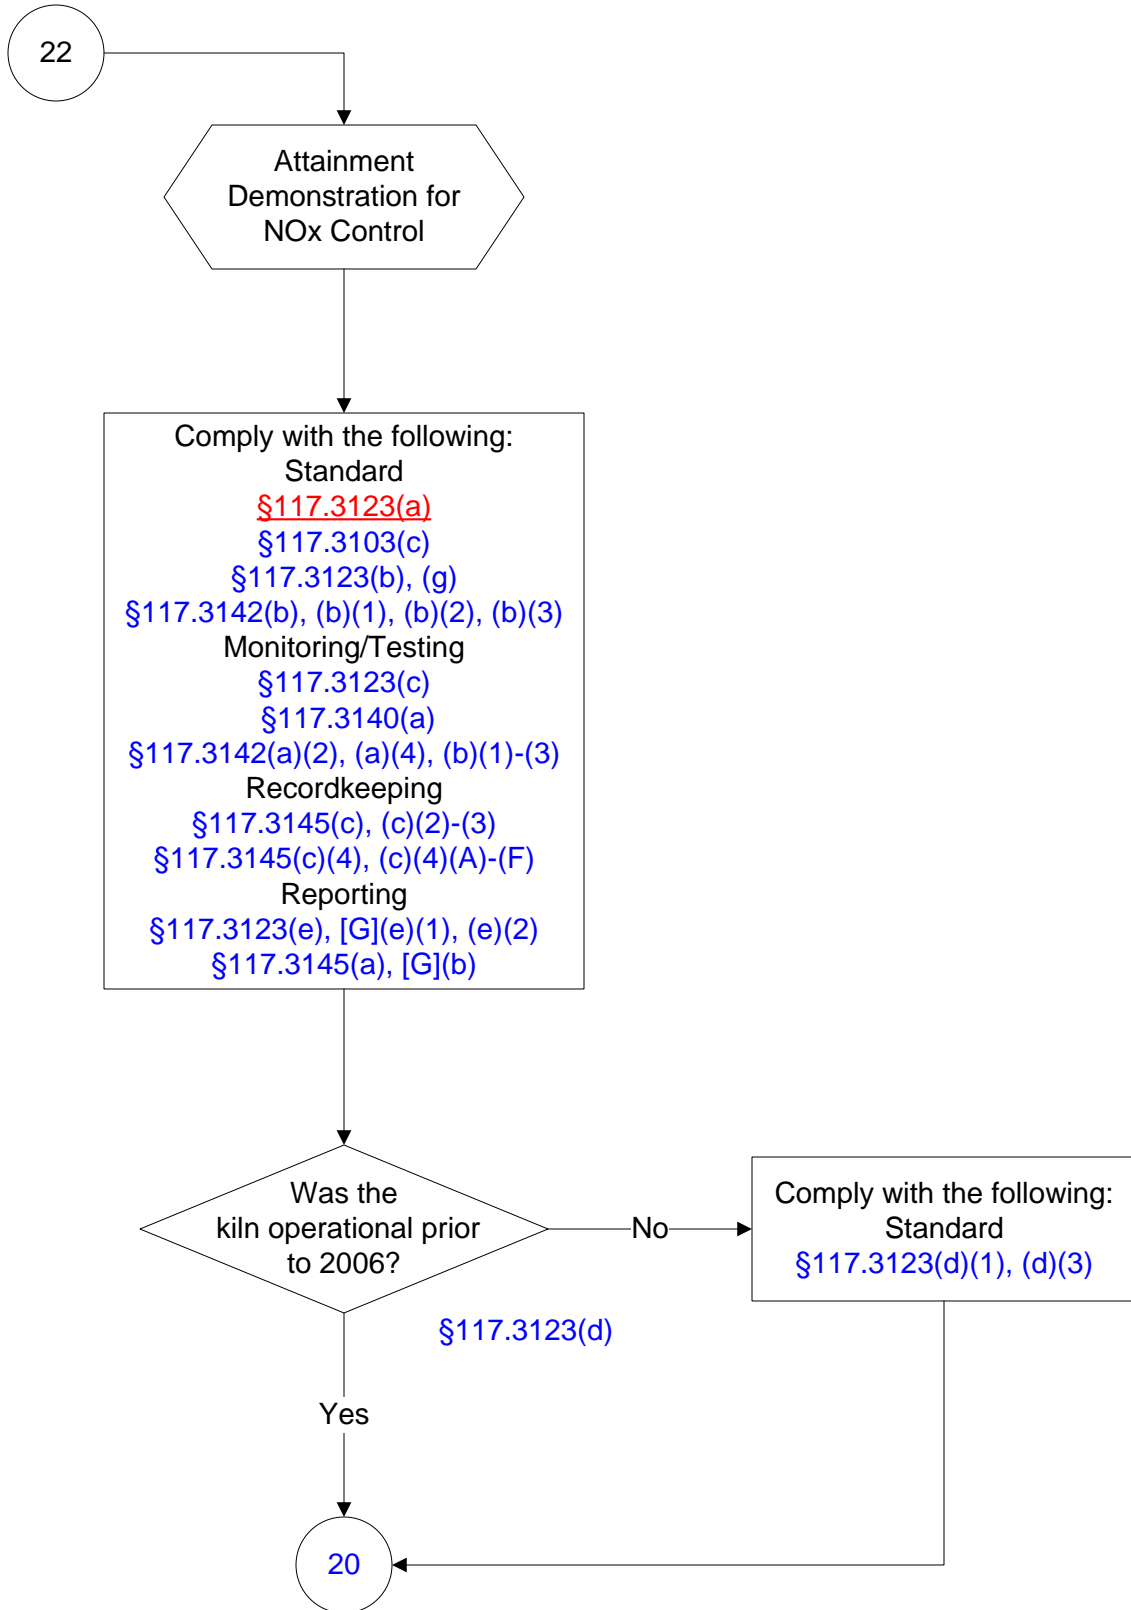 22
Attainment
Demonstration for
NOx Control
Comply with the following:
Standard
§117.3123(a)
§117.3103(c)
§117.3123(b), (g)
§117.3142(b), (b)(1), (b)(2), (b)(3)
Monitoring/Testing
§117.3123(c)
§117.3140(a)
§117.3142(a)(2), (a)(4), (b)(1)-(3)
Recordkeeping
§117.3145(c), (c)(2)-(3)
§117.3145(c)(4), (c)(4)(A)-(F)
Reporting
§117.3123(e), [G](e)(1), (e)(2)
§117.3145(a), [G](b)
Was the
kiln operational prior
to 2006?
No
Comply with the following:
Standard
§117.3123(d)(1), (d)(3)
§117.3123(d)
Yes
20